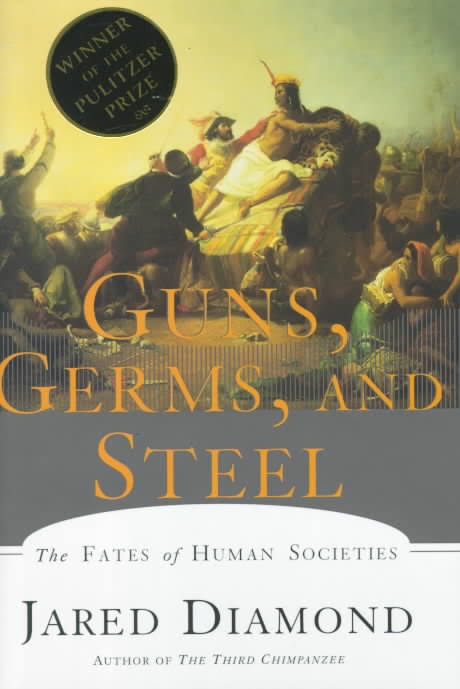 WINNER
OF THE
PULITZER
PRIZE
GUNS,
GERMS, AND
STEEL
The FATES of HUMAN SOCIETIES
JARED DIAMOND
AUTHOR OF THE THIRD CHIMPANZEE